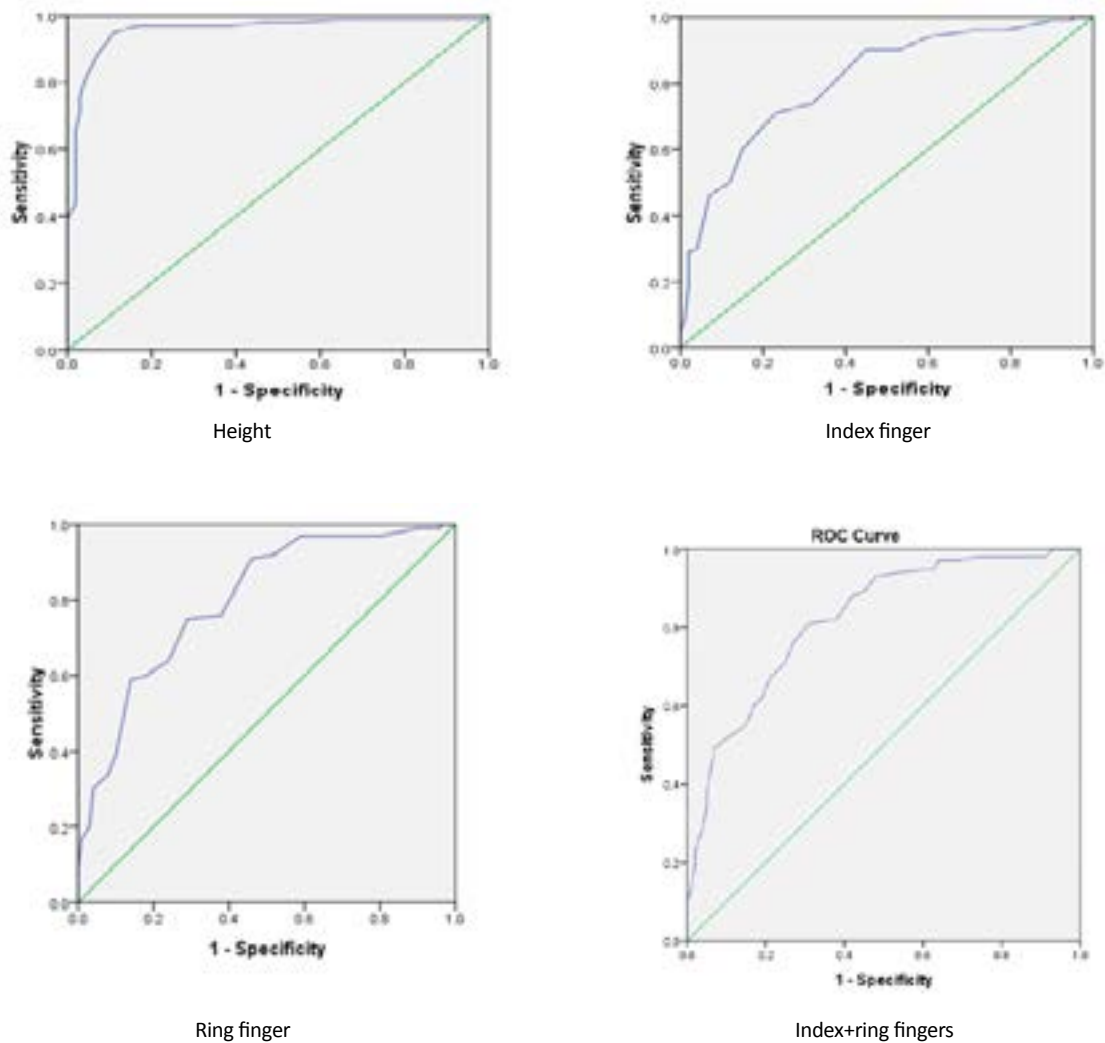 1.0
0.8
0.6
0.4
0.2
0.0
Sensitivity
0.0 0.2 0.4 0.6 0.8 1.0
1 - Specificity
Height
1.0
0.8
0.6
0.4
0.2
0.0
Sensitivity
0.0 0.2 0.4 0.6 0.8 1.0
1 - Specificity
Index finger
1.0
0.8
0.6
0.4
0.2
0.0
Sensitivity
0.0 0.2 0.4 0.6 0.8 1.0
1 - Specificity
Ring finger
ROC Curve
1.0
0.8
0.6
0.4
0.2
0.0
Sensitivity
0.0 0.2 0.4 0.6 0.8 1.0
1 - Specificity
Index+ring fingers